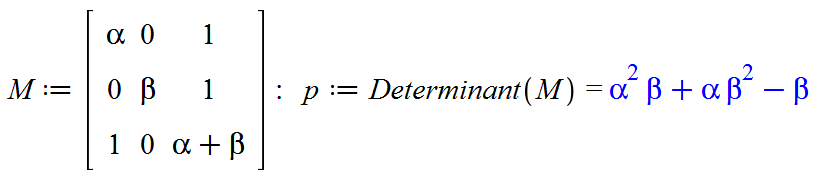 α 0 1
M := 0 β 1 : p := Determinant(M) = α² β + α β² − β
1 0 α + β